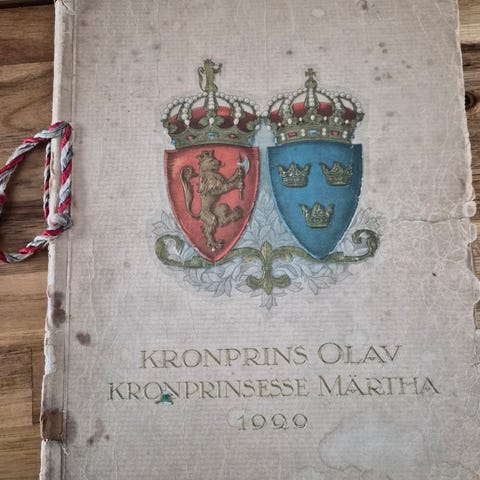 KRONPRINS OLAV
KRONPRINSESSE MÄRTHA
1929